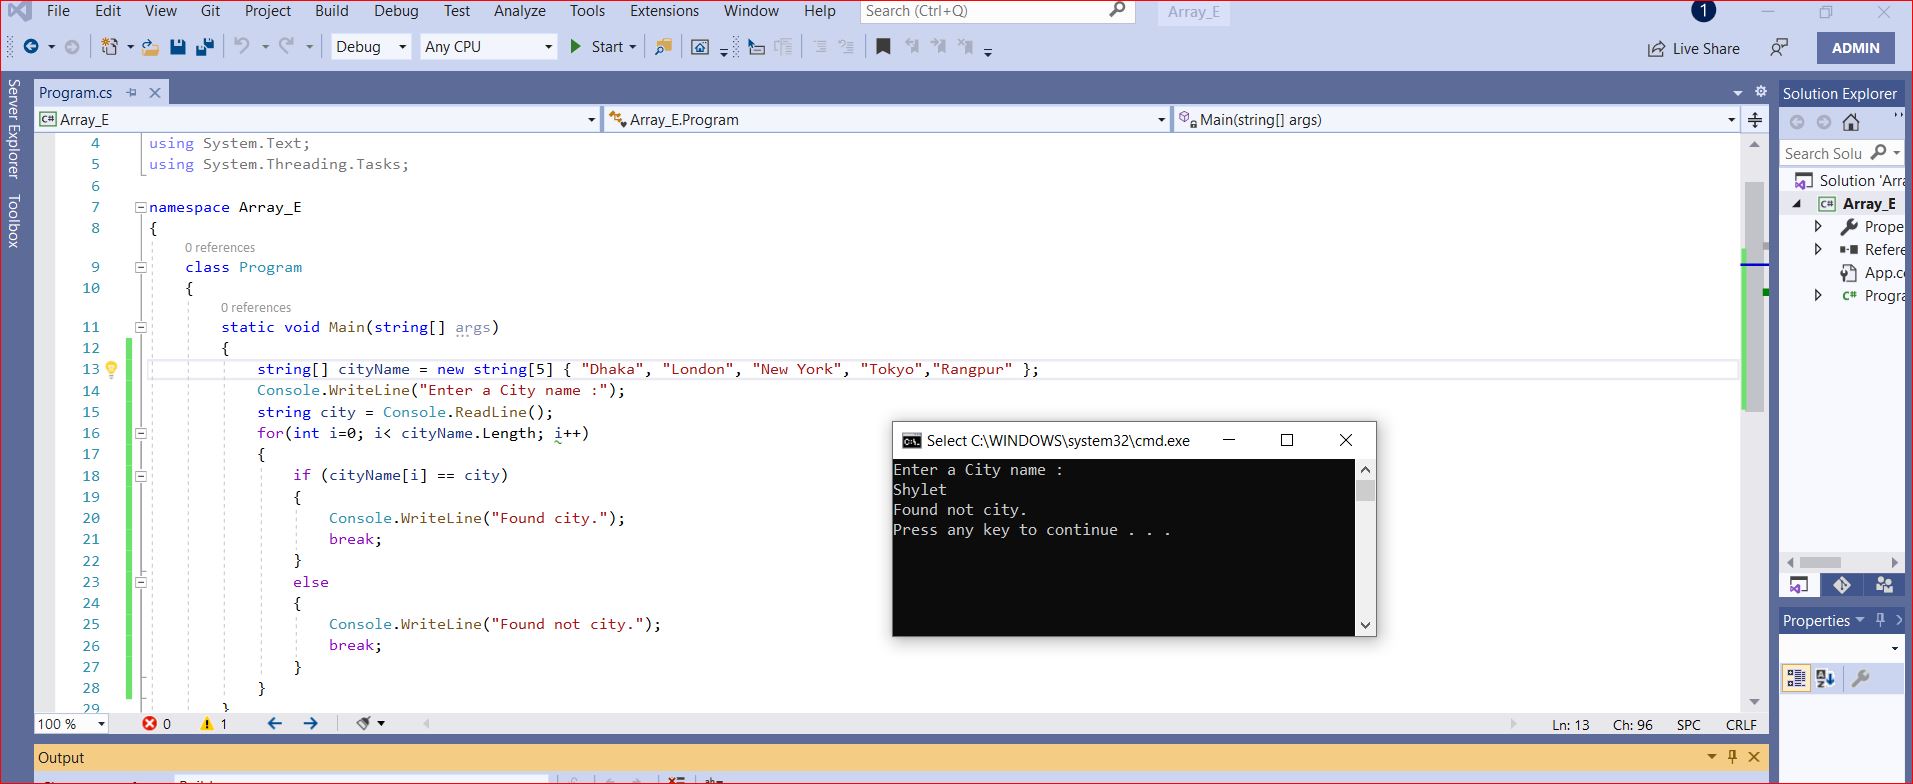 File Edit View Git Project Build Debug Test Analyze Tools Extensions Window Help Search (Ctrl+Q) Array_E 1
Debug Any CPU Start Live Share ADMIN
Server Explorer
Toolbox
Program.cs
Array_E Array_E.Program Main(string[] args)
4 using System.Text;
5 using System.Threading.Tasks;
6
7 namespace Array_E
8 {
0 references
9 class Program
10 {
0 references
11 static void Main(string[] args)
12 {
13 string[] cityName = new string[5] { "Dhaka", "London", "New York", "Tokyo","Rangpur" };
14 Console.WriteLine("Enter a City name :");
15 string city = Console.ReadLine();
16 for(int i=0; i< cityName.Length; i++)
17 {
18 if (cityName[i] == city)
19 {
20 Console.WriteLine("Found city.");
21 break;
22 }
23 else
24 {
25 Console.WriteLine("Found not city.");
26 break;
27 }
28 }
29 }
Select C:\WINDOWS\system32\cmd.exe
Enter a City name :
Shylet
Found not city.
Press any key to continue . . .
100 % 0 1 Ln: 13 Ch: 96 SPC CRLF
Output
Solution Explorer
Search Solu
Solution 'Arra
C# Array_E
Prope
Refere
App.c
C# Progra
Properties